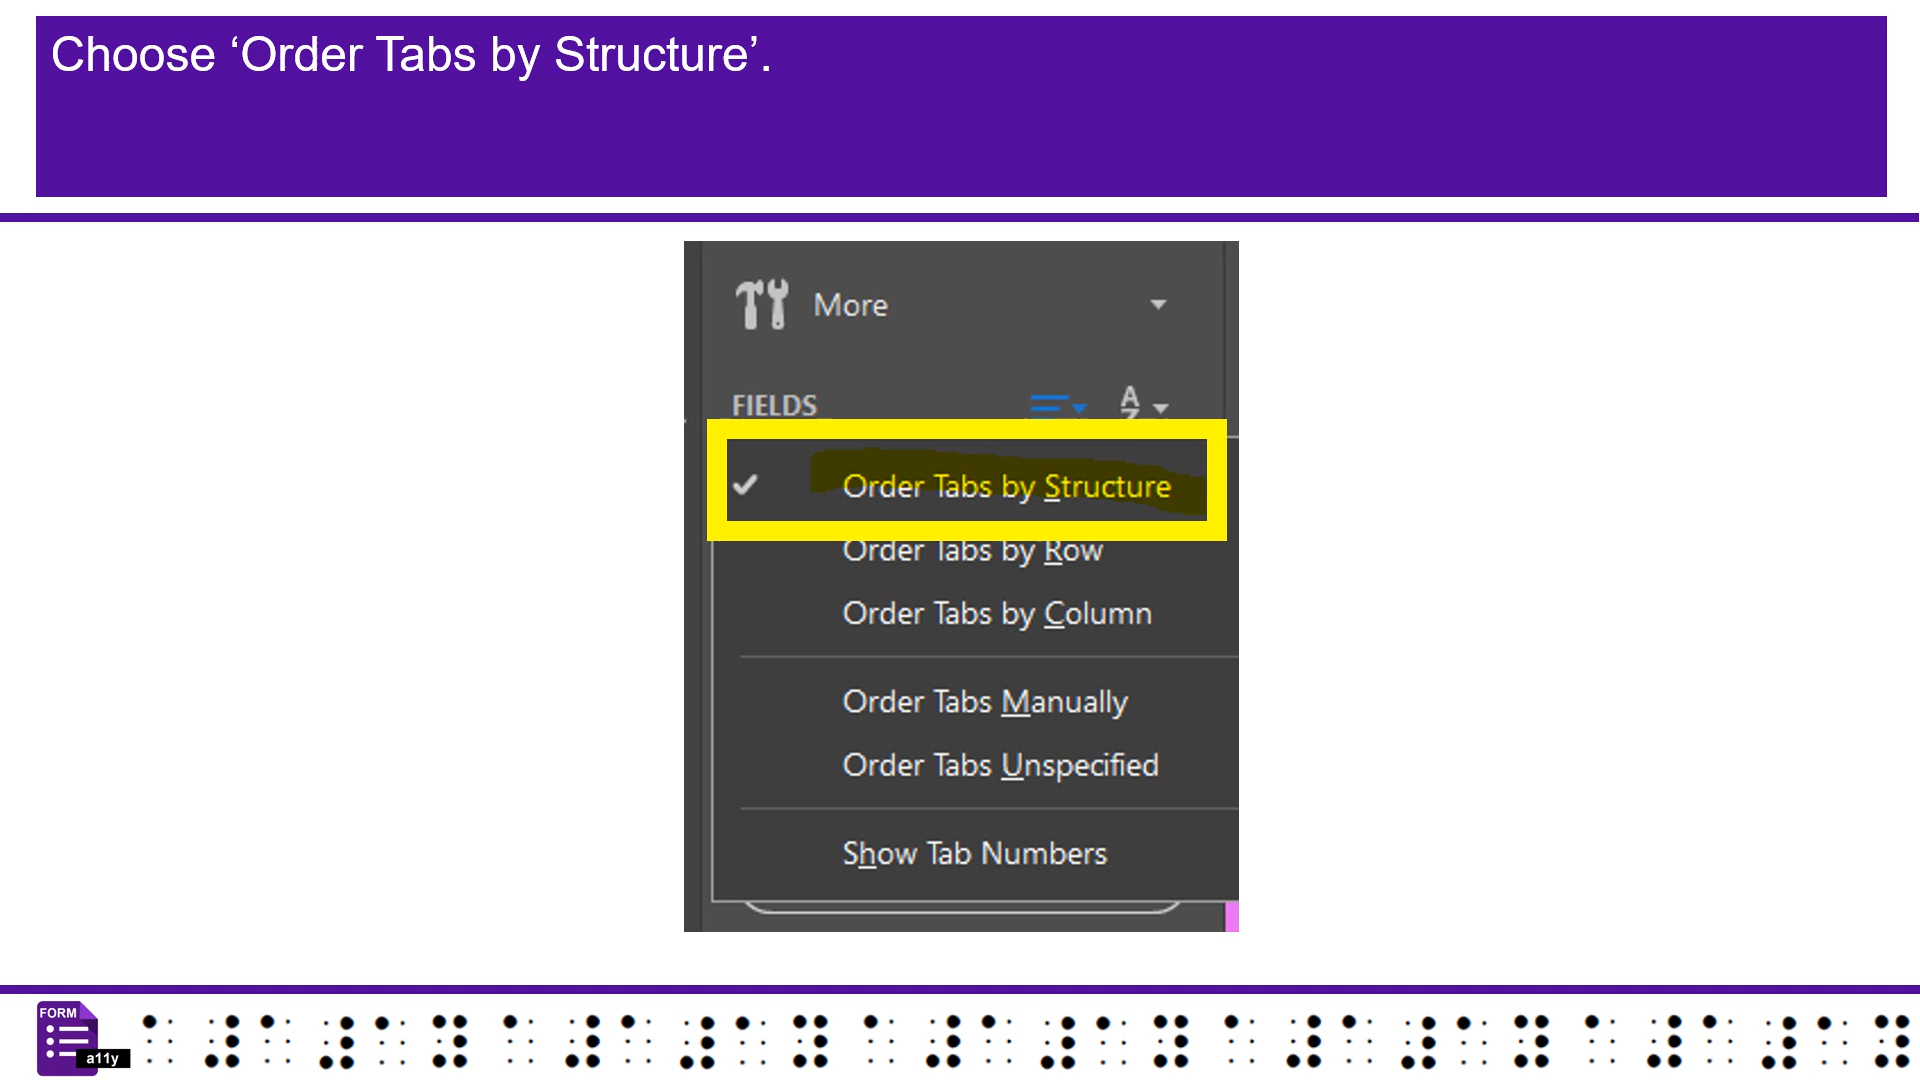 Choose ‘Order Tabs by Structure’.
More
FIELDS
Order Tabs by Structure
Order Tabs by Row
Order Tabs by Column
Order Tabs Manually
Order Tabs Unspecified
Show Tab Numbers
FORM
a11y